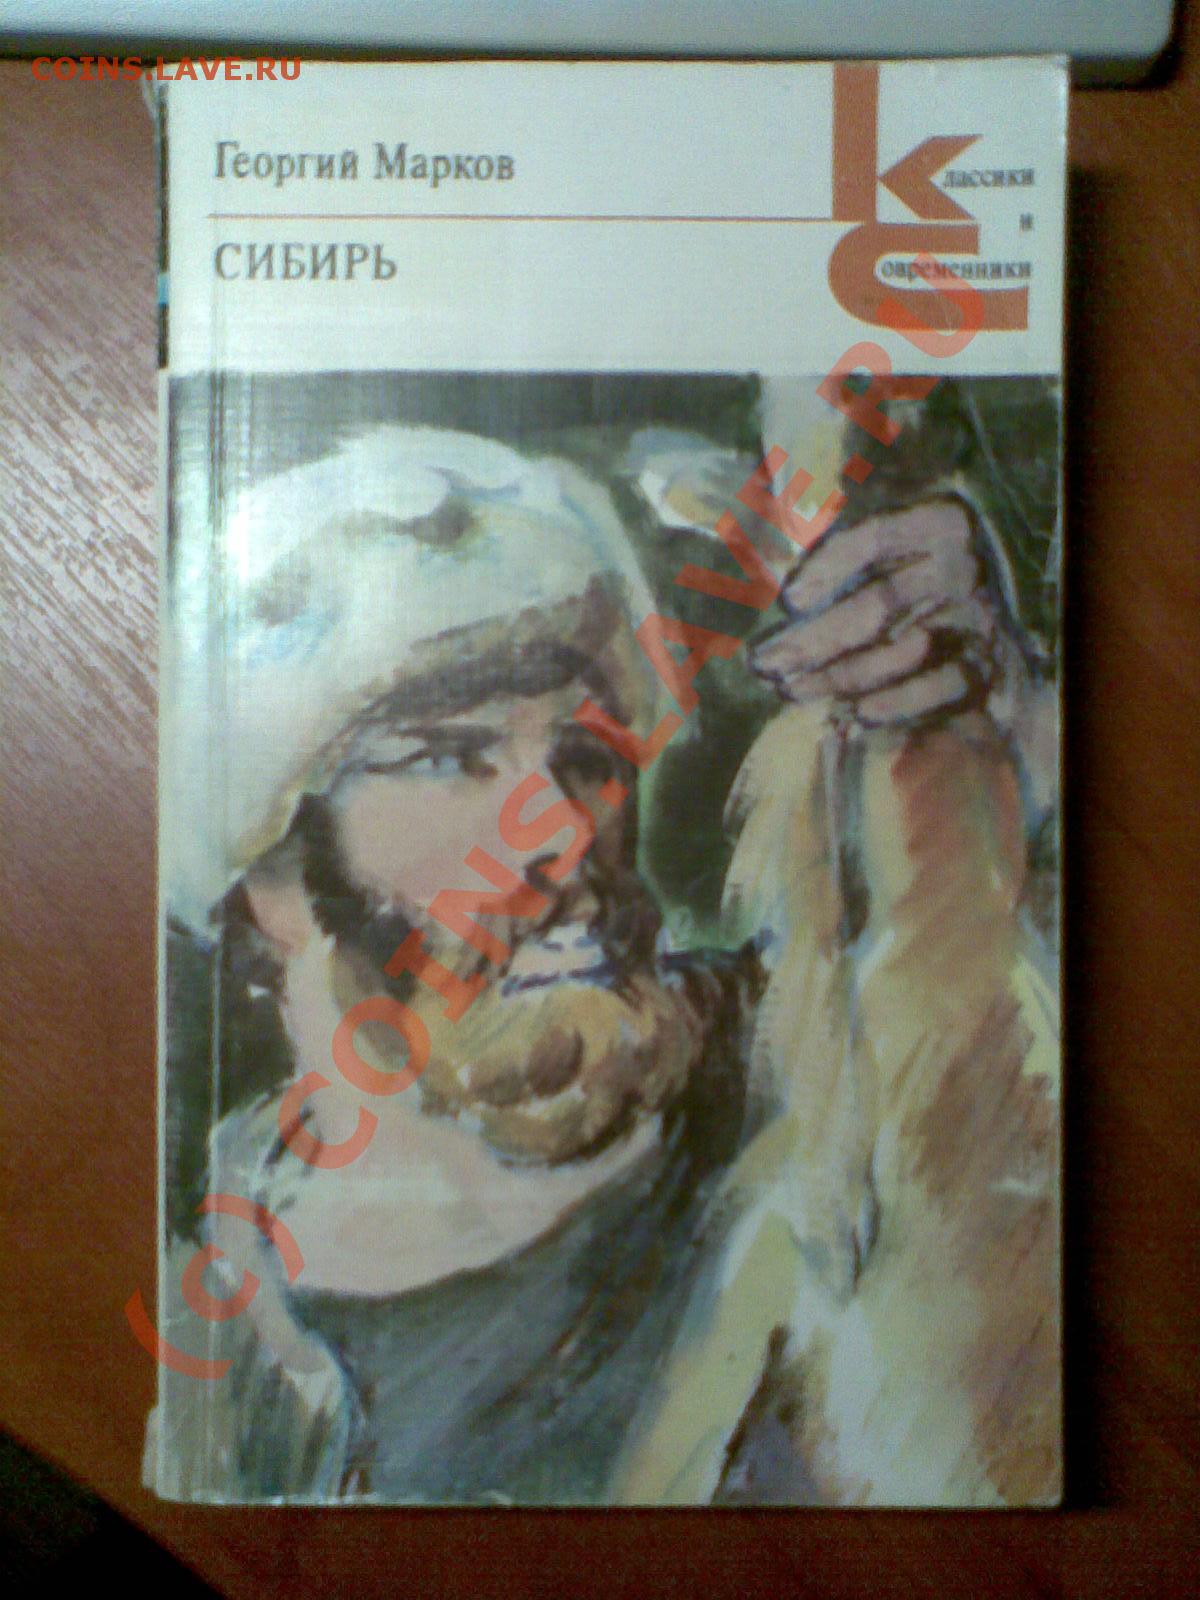 COINS.LAVE.RU
Георгий Марков
СИБИРЬ
Классики
и
Современники
(c) COINS.LAVE.RU